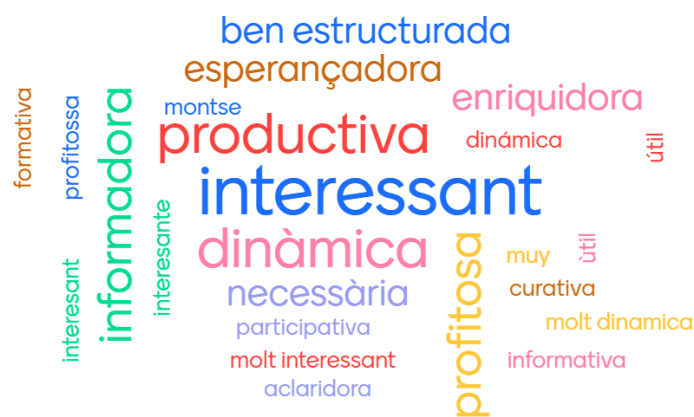 ben estructurada
esperançadora
enriquidora
montse
productiva
dinámica
útil
formativa
profitossa
informadora
interessant
interesante
dinàmica
interesant
necessària
profitosa
muy
útil
curativa
participativa
molt dinamica
molt interessant
informativa
aclaridora